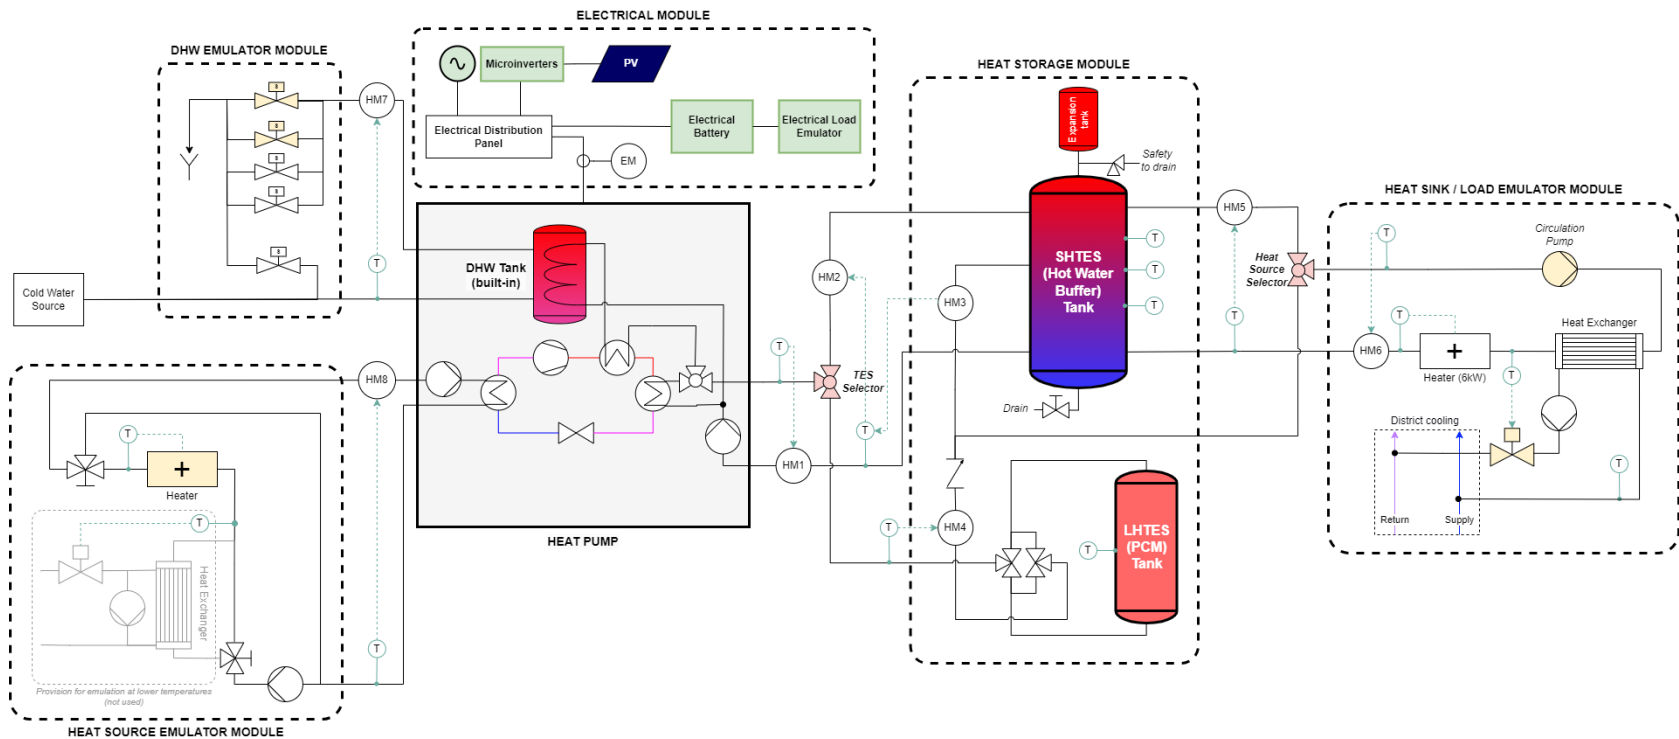 ELECTRICAL MODULE
DHW EMULATOR MODULE
S
S
S
S
S
HM7
T
Cold Water
Source
Microinverters
PV
Electrical Distribution
Panel
Electrical
Battery
Electrical Load
Emulator
EM
HEAT STORAGE MODULE
Expansion
tank
Safety
to drain
SHTES
(Hot Water
Buffer)
Tank
T
T
T
Drain
HM2
HM3
T
HM5
T
Heat
Source
Selector
HEAT SINK / LOAD EMULATOR MODULE
T
Circulation
Pump
HM6
T
Heater (6kW)
Heat Exchanger
T
District cooling
Return
Supply
T
DHW Tank
(built-in)
HEAT PUMP
T
TES
Selector
HM1
HM4
T
LHTES
(PCM)
Tank
T
HM8
T
T
Heater
T
Heat Exchanger
Provision for emulation at lower temperatures
(not used)
HEAT SOURCE EMULATOR MODULE